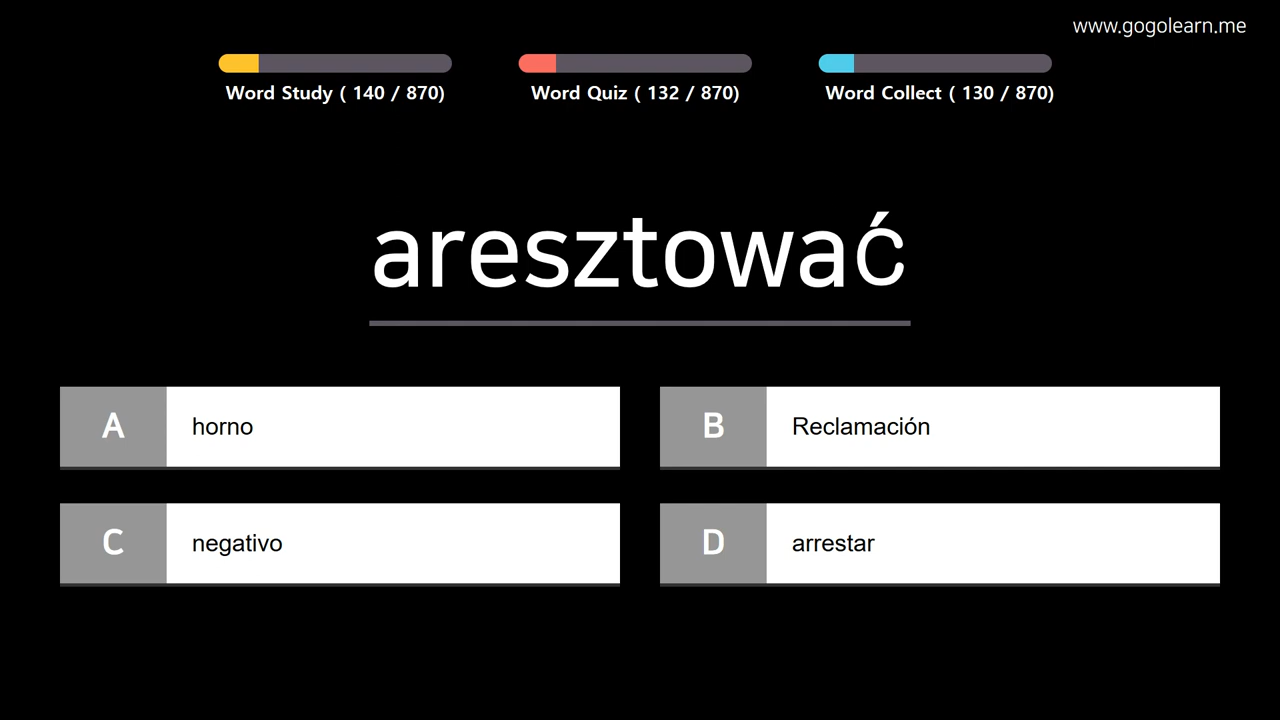 www.gogolearn.me
Word Study ( 140 / 870)
Word Quiz ( 132 / 870)
Word Collect ( 130 / 870)
aresztować
A horno
B Reclamación
C negativo
D arrestar